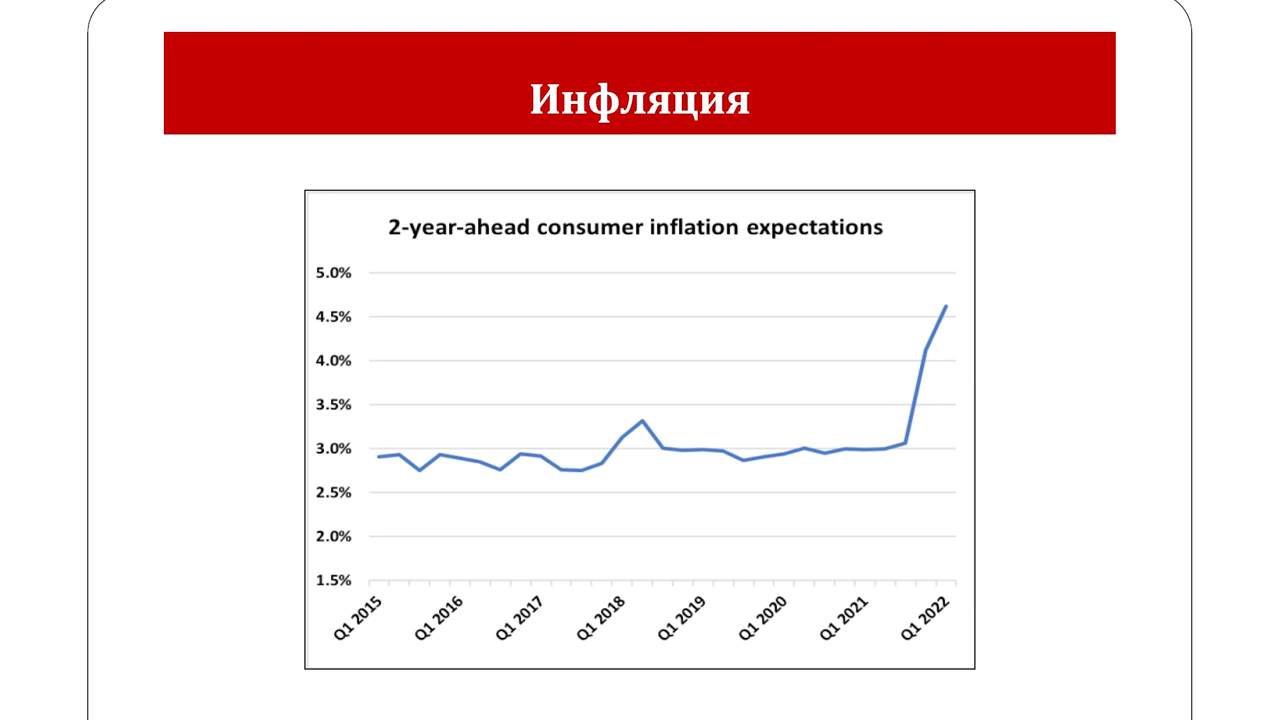 Инфляция
2-year-ahead consumer inflation expectations
5.0%
4.5%
4.0%
3.5%
3.0%
2.5%
2.0%
1.5%
Q1 2015
Q1 2016
Q1 2017
Q1 2018
Q1 2019
Q1 2020
Q1 2021
Q1 2022